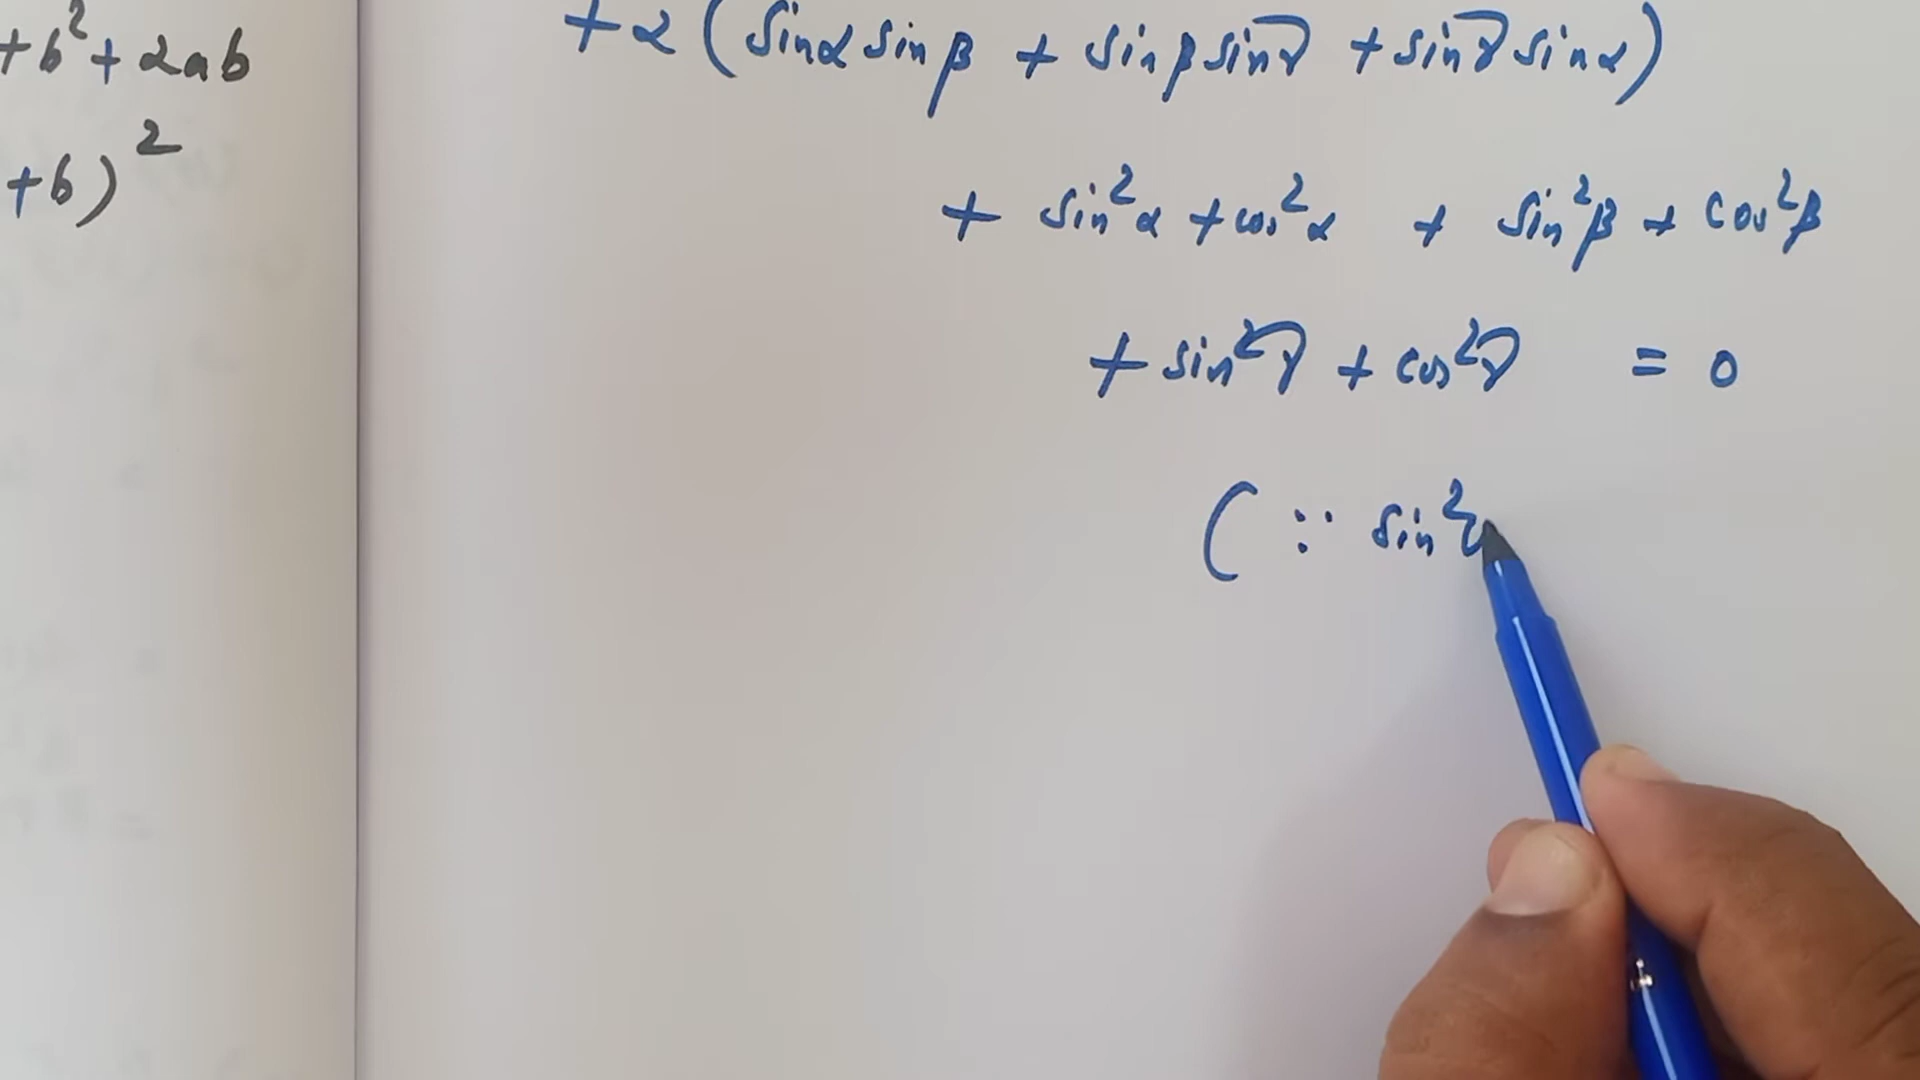 +b²+2ab
+b)²
+2(sinα sinβ + sinβ sinγ + sinγ sinα)
+ sin²α + cos²α + sin²β + cos²β
+ sin²γ + cos²γ = 0
(∵ sin²